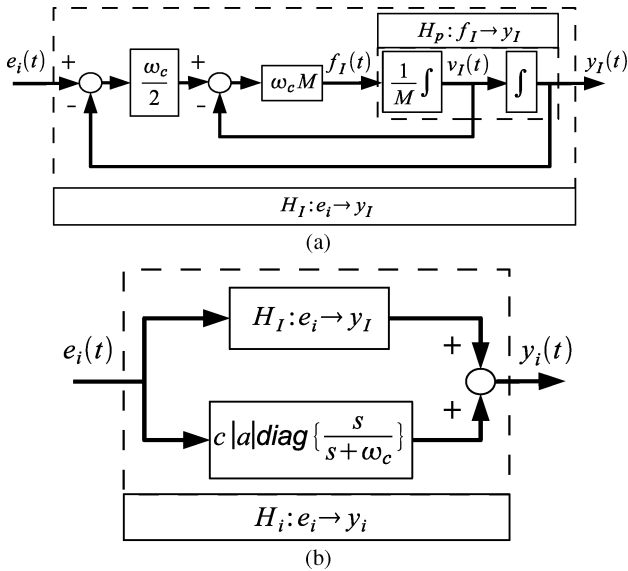 H_p : f_I → y_I
e_i(t) + ω_c/2 + ω_c M f_I(t) 1/M ∫ v_I(t) ∫ y_I(t)
− −
H_I : e_i → y_I
(a)
H_I : e_i → y_I
e_i(t) + y_i(t)
+
c |a| diag { s/(s+ω_c) }
H_i : e_i → y_i
(b)